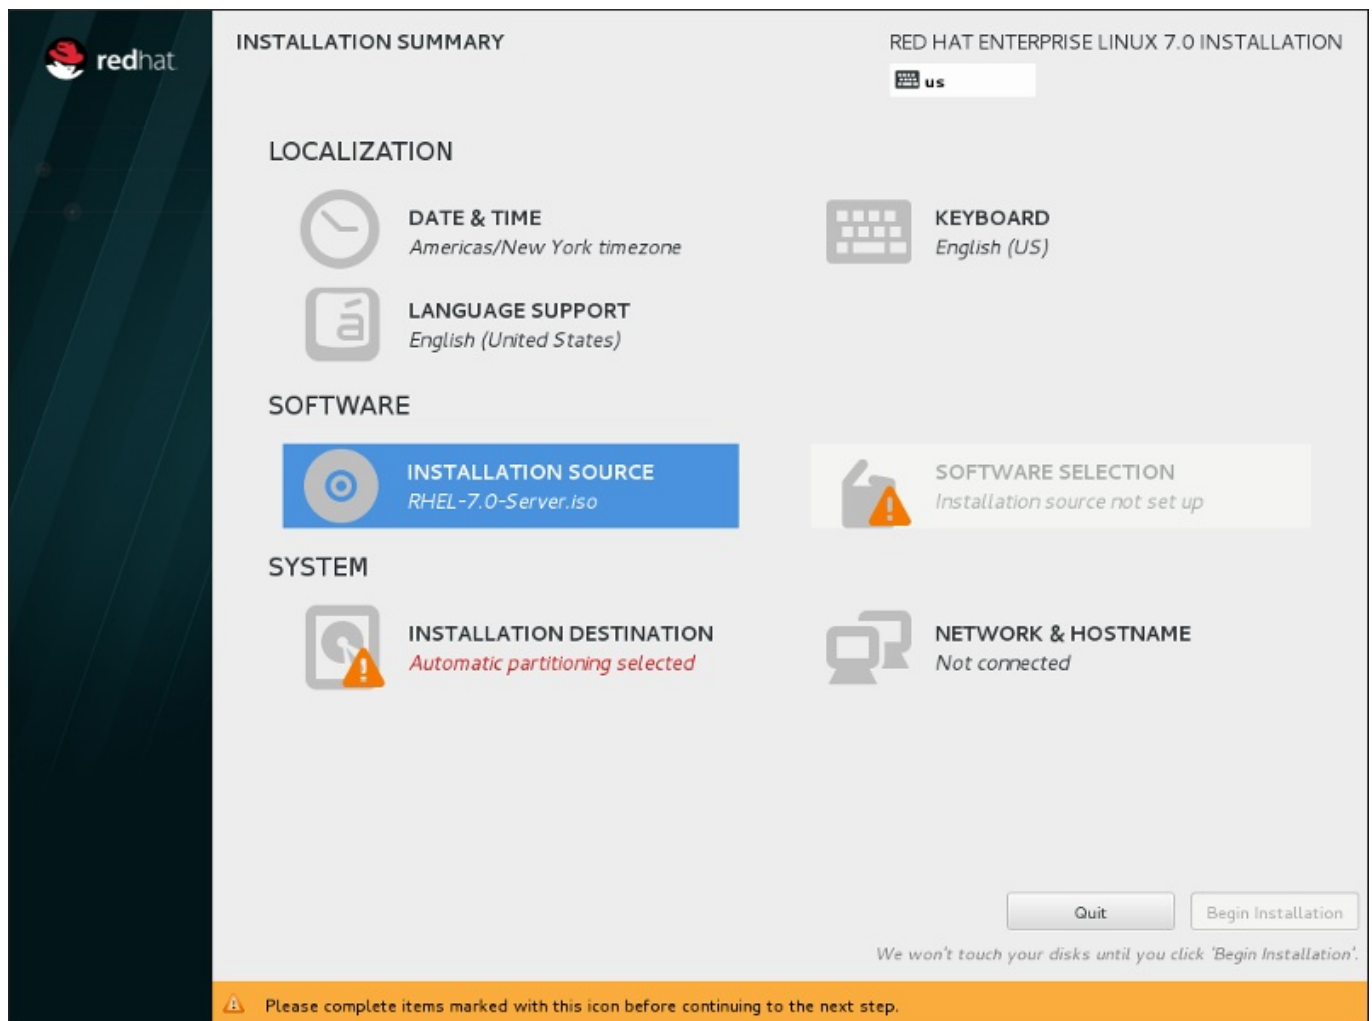 redhat.
INSTALLATION SUMMARY
RED HAT ENTERPRISE LINUX 7.0 INSTALLATION
us
LOCALIZATION
DATE & TIME
Americas/New York timezone
KEYBOARD
English (US)
á
LANGUAGE SUPPORT
English (United States)
SOFTWARE
INSTALLATION SOURCE
RHEL-7.0-Server.iso
SOFTWARE SELECTION
Installation source not set up
SYSTEM
INSTALLATION DESTINATION
Automatic partitioning selected
NETWORK & HOSTNAME
Not connected
Quit
Begin Installation
We won't touch your disks until you click 'Begin Installation'.
Please complete items marked with this icon before continuing to the next step.